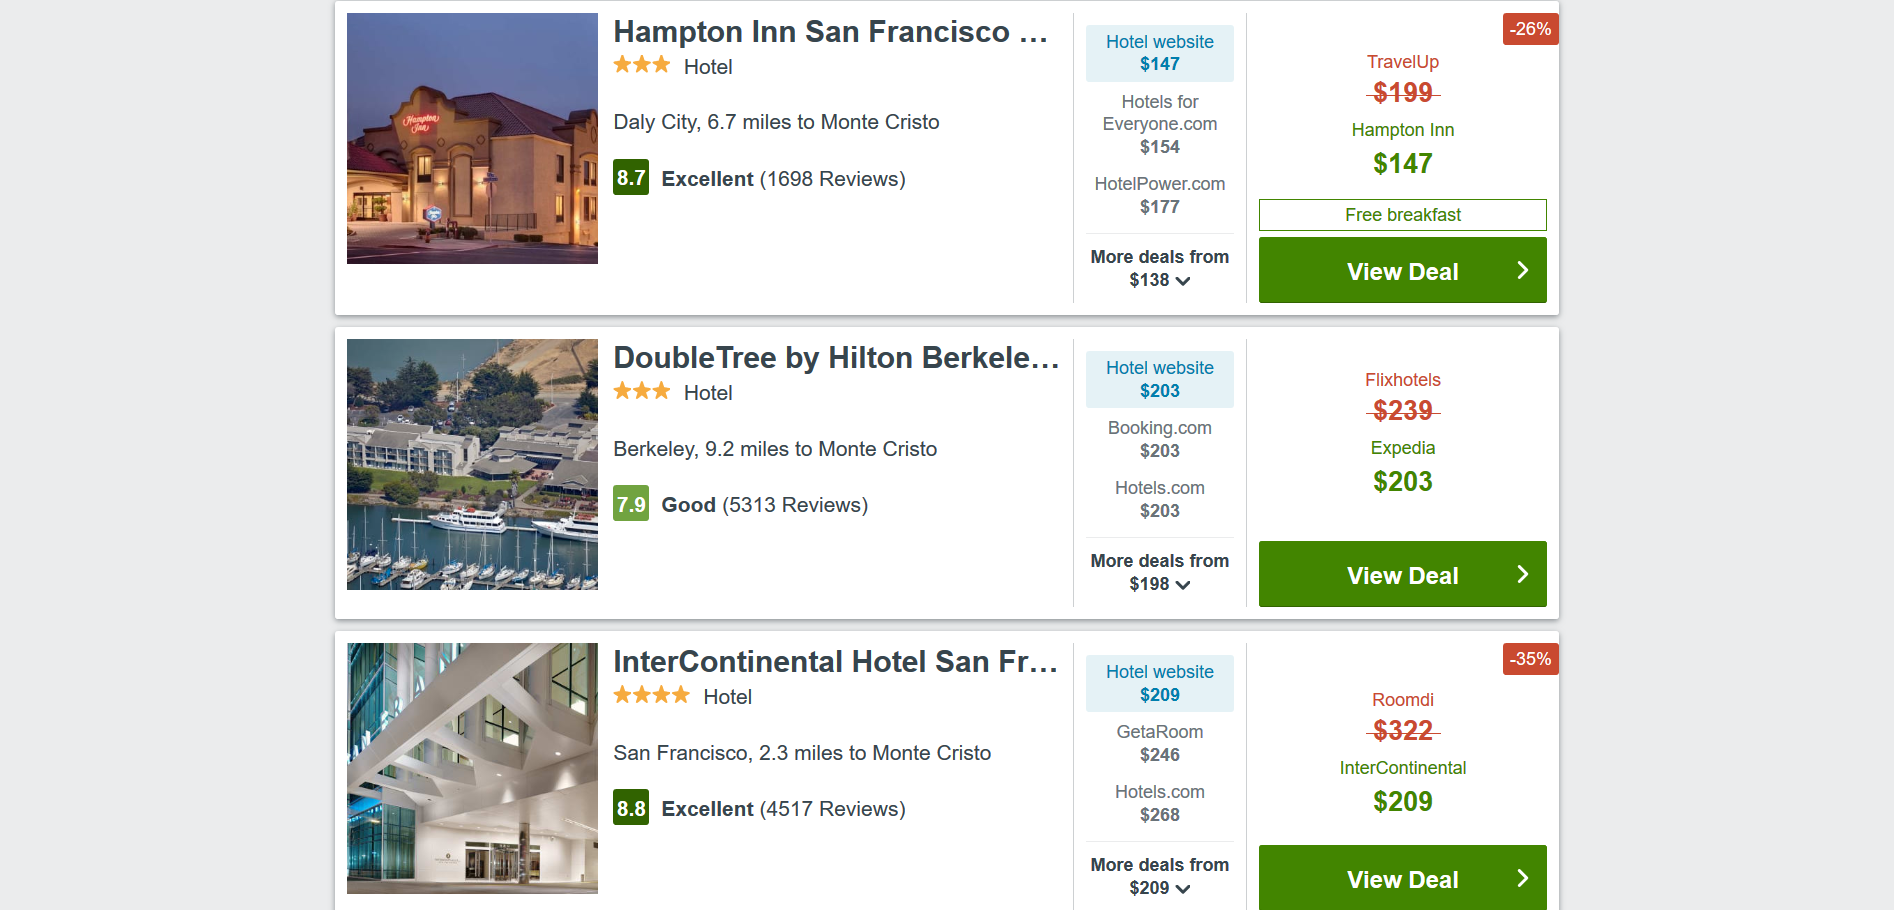 Hampton Inn San Francisco ...
Hotel
Daly City, 6.7 miles to Monte Cristo
8.7 Excellent (1698 Reviews)
Hampton
Inn
Hotel website
$147
Hotels for
Everyone.com
$154
HotelPower.com
$177
More deals from
$138
-26%
TravelUp
$199
Hampton Inn
$147
Free breakfast
View Deal
DoubleTree by Hilton Berkele...
Hotel
Berkeley, 9.2 miles to Monte Cristo
7.9 Good (5313 Reviews)
Hotel website
$203
Booking.com
$203
Hotels.com
$203
More deals from
$198
Flixhotels
$239
Expedia
$203
View Deal
InterContinental Hotel San Fr...
Hotel
San Francisco, 2.3 miles to Monte Cristo
8.8 Excellent (4517 Reviews)
Hotel website
$209
GetaRoom
$246
Hotels.com
$268
More deals from
$209
-35%
Roomdi
$322
InterContinental
$209
View Deal